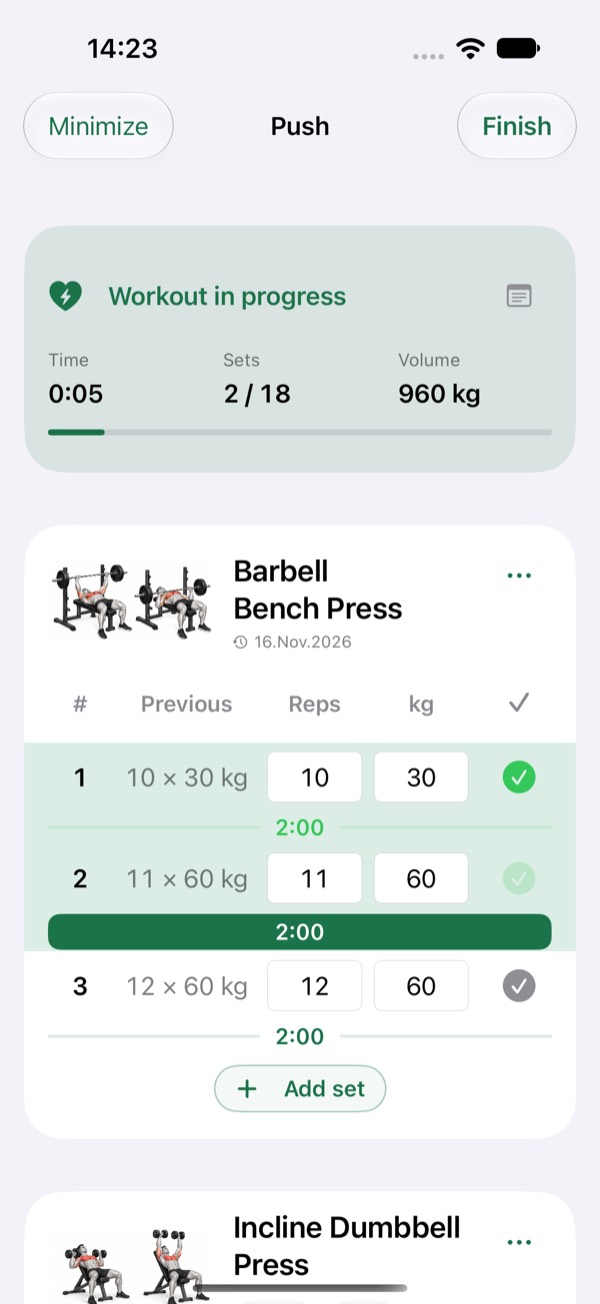 14:23
Minimize Push Finish
Workout in progress
Time Sets Volume
0:05 2 / 18 960 kg
Barbell
Bench Press
16.Nov.2026
# Previous Reps kg
1 10 × 30 kg 10 30
2:00
2 11 × 60 kg 11 60
2:00
3 12 × 60 kg 12 60
2:00
+ Add set
Incline Dumbbell
Press